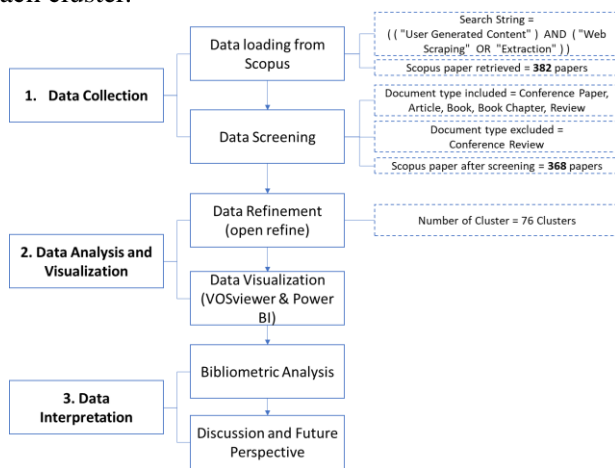 each cluster.
Data loading from
Scopus
Search String =
( ( "User Generated Content" ) AND ( "Web
Scraping" OR "Extraction" ) )
Scopus paper retrieved = 382 papers
1. Data Collection
Data Screening
Document type included = Conference Paper,
Article, Book, Book Chapter, Review
Document type excluded =
Conference Review
Scopus paper after screening = 368 papers
Data Refinement
(open refine)
Number of Cluster = 76 Clusters
2. Data Analysis and
Visualization
Data Visualization
(VOSviewer & Power
BI)
Bibliometric Analysis
3. Data
Interpretation
Discussion and Future
Perspective